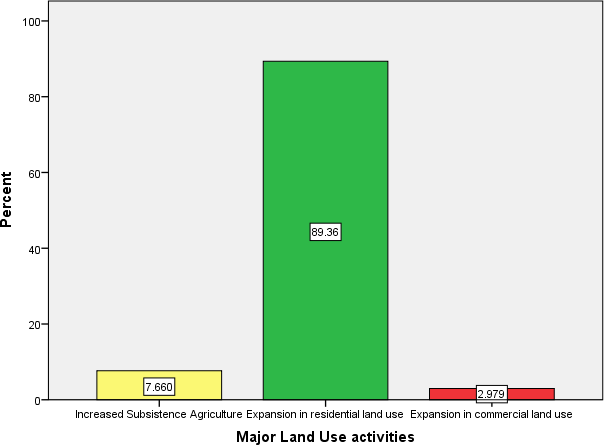 100
80
60
40
20
0
Percent
7.660
89.36
2.979
Increased Subsistence Agriculture
Expansion in residential land use
Expansion in commercial land use
Major Land Use activities